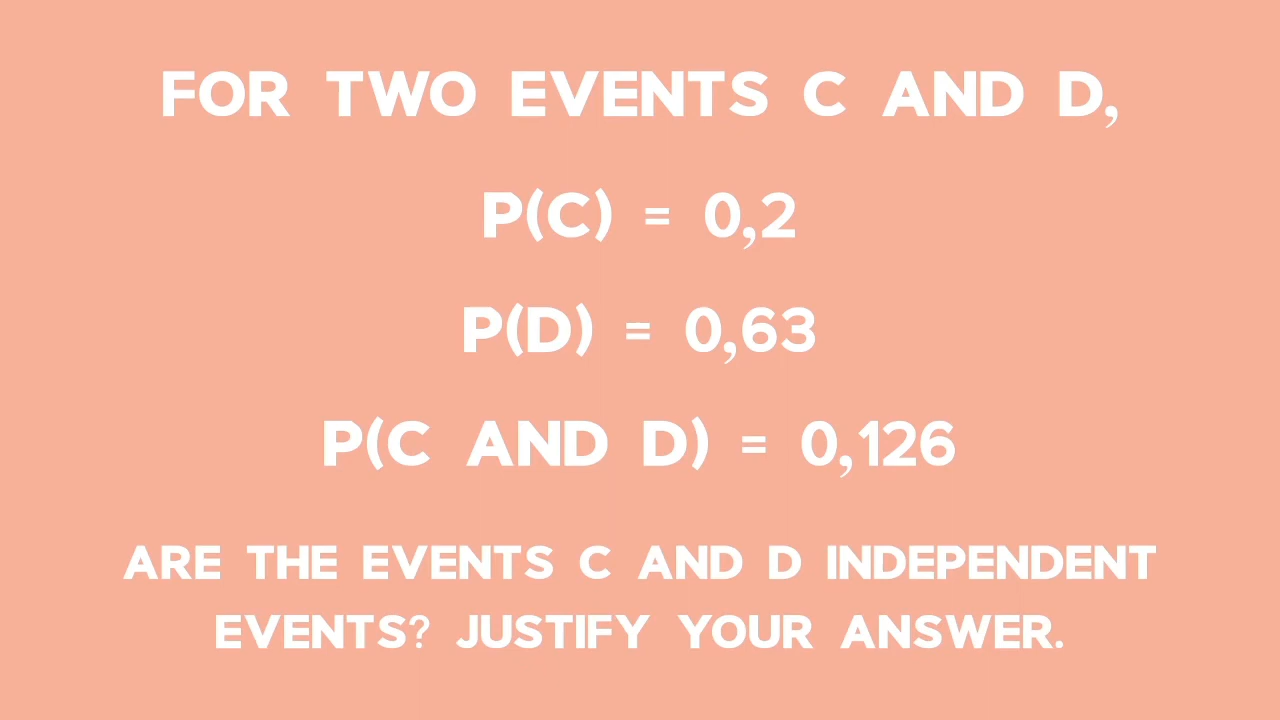 FOR TWO EVENTS C AND D,
P(C) = 0,2
P(D) = 0,63
P(C AND D) = 0,126
ARE THE EVENTS C AND D INDEPENDENT
EVENTS? JUSTIFY YOUR ANSWER.